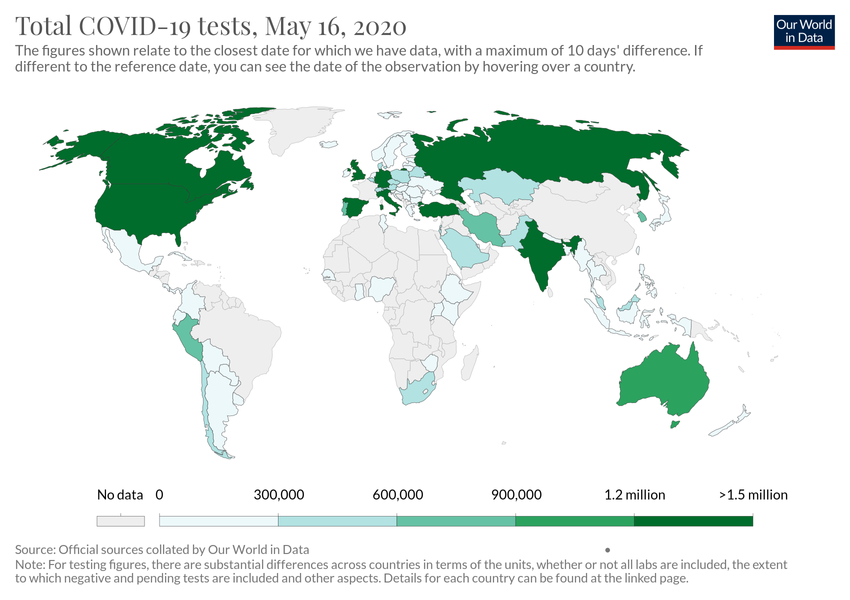 Total COVID-19 tests, May 16, 2020
Our World
in Data
The figures shown relate to the closest date for which we have data, with a maximum of 10 days' difference. If
different to the reference date, you can see the date of the observation by hovering over a country.
No data 0 300,000 600,000 900,000 1.2 million >1.5 million
Source: Official sources collated by Our World in Data
Note: For testing figures, there are substantial differences across countries in terms of the units, whether or not all labs are included, the extent
to which negative and pending tests are included and other aspects. Details for each country can be found at the linked page.